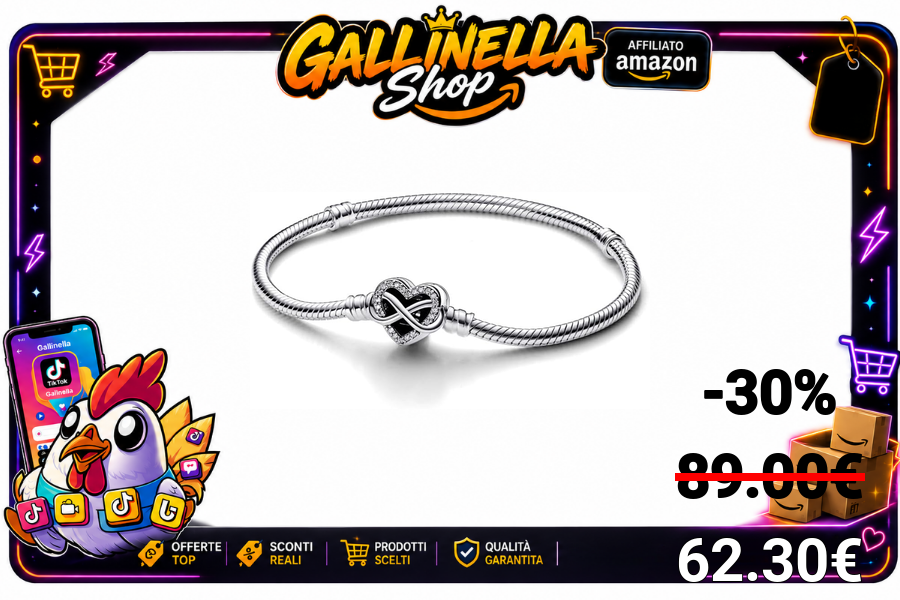 GALLINELLA
Shop
AFFILIATO
amazon
Gallinella
TikTok
Gallinella
-30%
89.00€
62.30€
OFFERTE
TOP
SCONTI
REALI
PRODOTTI
SCELTI
QUALITÀ
GARANTITA